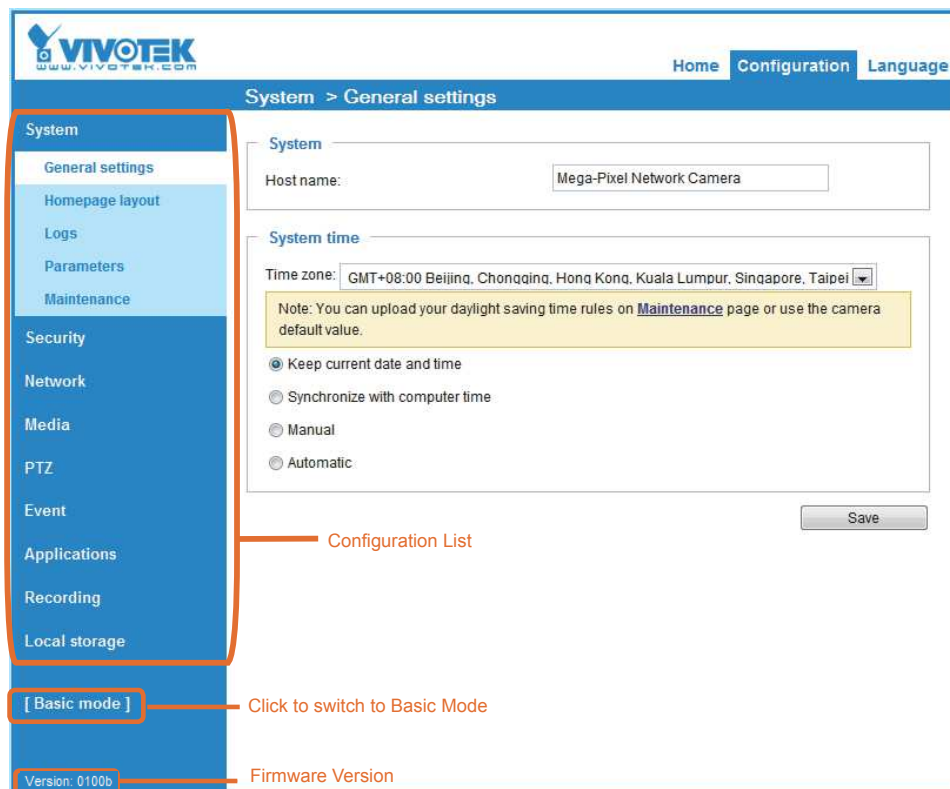 VIVOTEK
www.vivotek.com
Home Configuration Language
System > General settings
System
General settings
Homepage layout
Logs
Parameters
Maintenance
Security
Network
Media
PTZ
Event
Applications
Recording
Local storage
[ Basic mode ]
Version: 0100b
System
Host name: Mega-Pixel Network Camera
System time
Time zone: GMT+08:00 Beijing, Chongqing, Hong Kong, Kuala Lumpur, Singapore, Taipei
Note: You can upload your daylight saving time rules on Maintenance page or use the camera
default value.
Keep current date and time
Synchronize with computer time
Manual
Automatic
Save
Configuration List
Click to switch to Basic Mode
Firmware Version